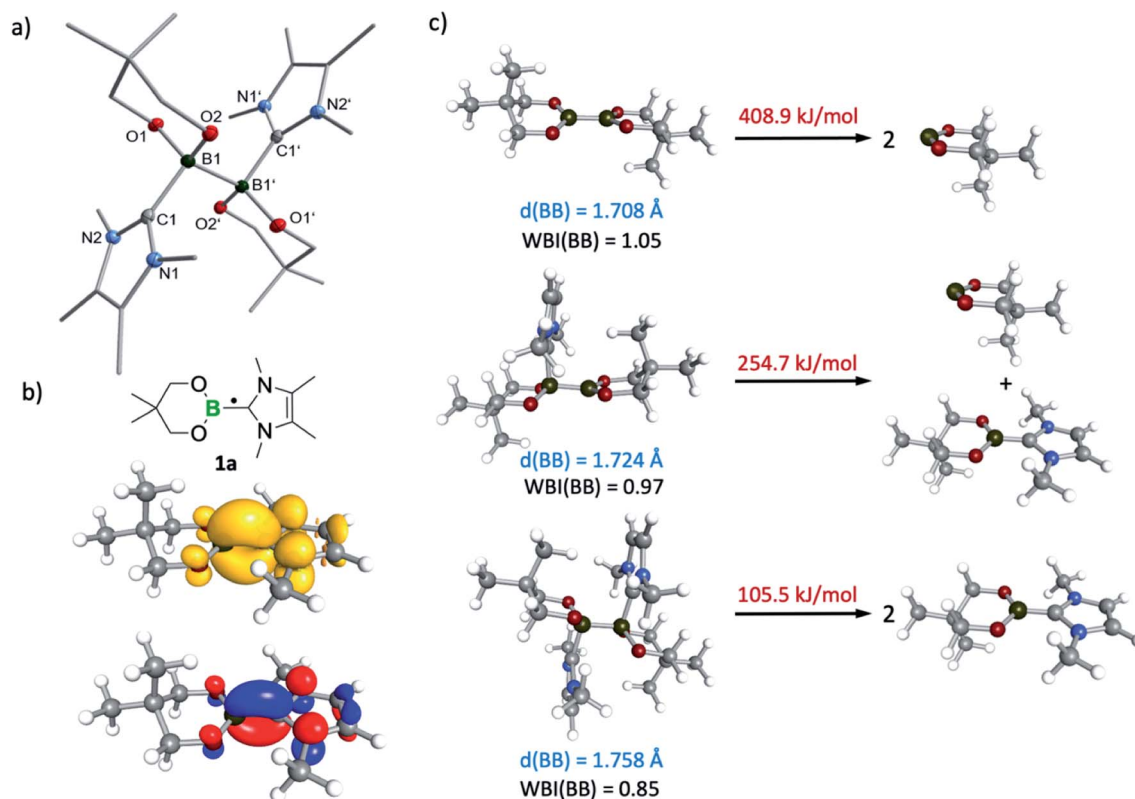 a)
N1'
N2'
O2
O1
B1
C1'
B1'
C1
O2'
O1'
N2
N1
b)
O
N
B
•
O
N
1a
c)
408.9 kJ/mol
2
d(BB) = 1.708 Å
WBI(BB) = 1.05
254.7 kJ/mol
+
d(BB) = 1.724 Å
WBI(BB) = 0.97
105.5 kJ/mol
2
d(BB) = 1.758 Å
WBI(BB) = 0.85